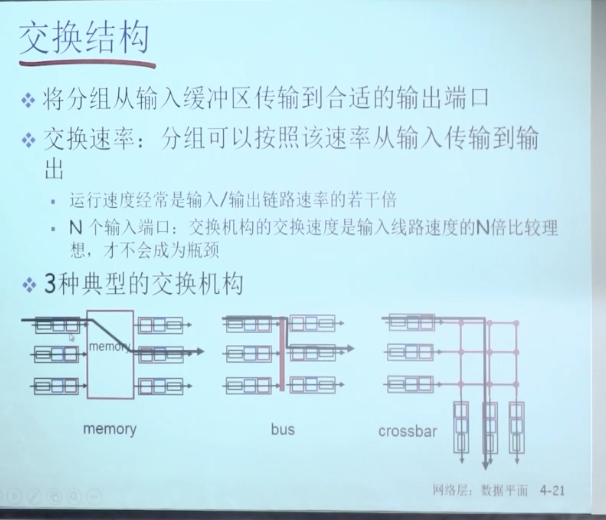 交换结构
将分组从输入缓冲区传输到合适的输出端口
交换速率：分组可以按照该速率从输入传输到输
出
运行速度经常是输入/输出链路速率的若干倍
N 个输入端口：交换机构的交换速度是输入线路速度的N倍比较理
想，才不会成为瓶颈
3种典型的交换机构
memory
memory
bus
crossbar
网络层：数据平面 4-21